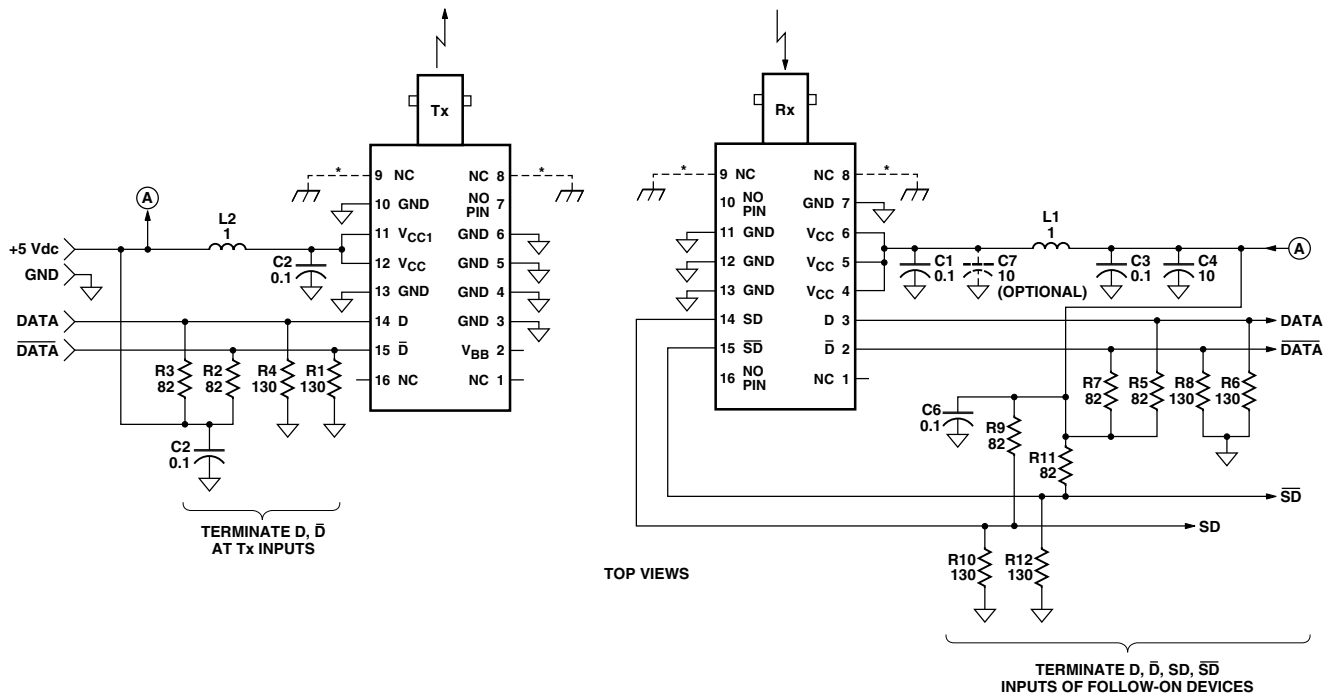 Tx
Rx
*
*
*
*
9 NC
NC 8
10 GND
NO PIN 7
11 VCC1
GND 6
12 VCC
GND 5
13 GND
GND 4
14 D
GND 3
15 D̅
VBB 2
16 NC
NC 1
A
+5 Vdc
L2
1
C2
0.1
GND
DATA
D̅A̅T̅A̅
R3
82
R2
82
R4
130
R1
130
C2
0.1
TERMINATE D, D̅
AT Tx INPUTS
9 NC
NC 8
10 NO PIN
GND 7
11 GND
VCC 6
12 GND
VCC 5
13 GND
VCC 4
14 SD
D 3
15 S̅D̅
D̅ 2
16 NO PIN
NC 1
L1
1
A
C1
0.1
C7
10
(OPTIONAL)
C3
0.1
C4
10
DATA
D̅A̅T̅A̅
R7
82
R5
82
R8
130
R6
130
C6
0.1
R9
82
R11
82
S̅D̅
SD
R10
130
R12
130
TOP VIEWS
TERMINATE D, D̅, SD, S̅D̅
INPUTS OF FOLLOW-ON DEVICES